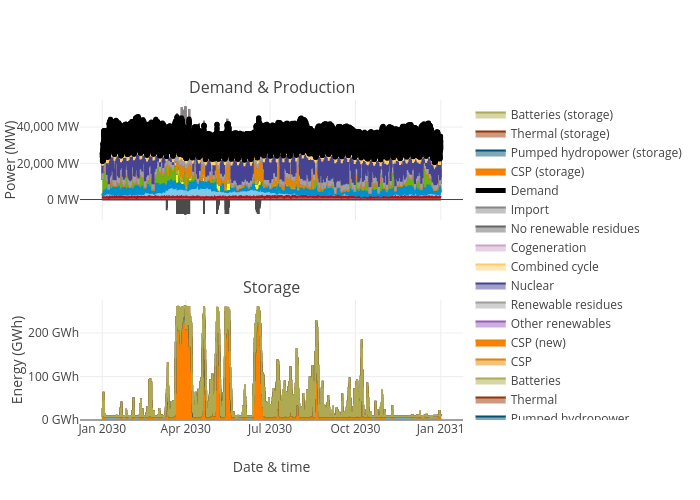 Demand & Production
Power (MW)
40,000 MW
20,000 MW
0 MW
Storage
Energy (GWh)
200 GWh
100 GWh
0 GWh
Jan 2030
Apr 2030
Jul 2030
Oct 2030
Jan 2031
Date & time
Batteries (storage)
Thermal (storage)
Pumped hydropower (storage)
CSP (storage)
Demand
Import
No renewable residues
Cogeneration
Combined cycle
Nuclear
Renewable residues
Other renewables
CSP (new)
CSP
Batteries
Thermal
Pumped hydropower